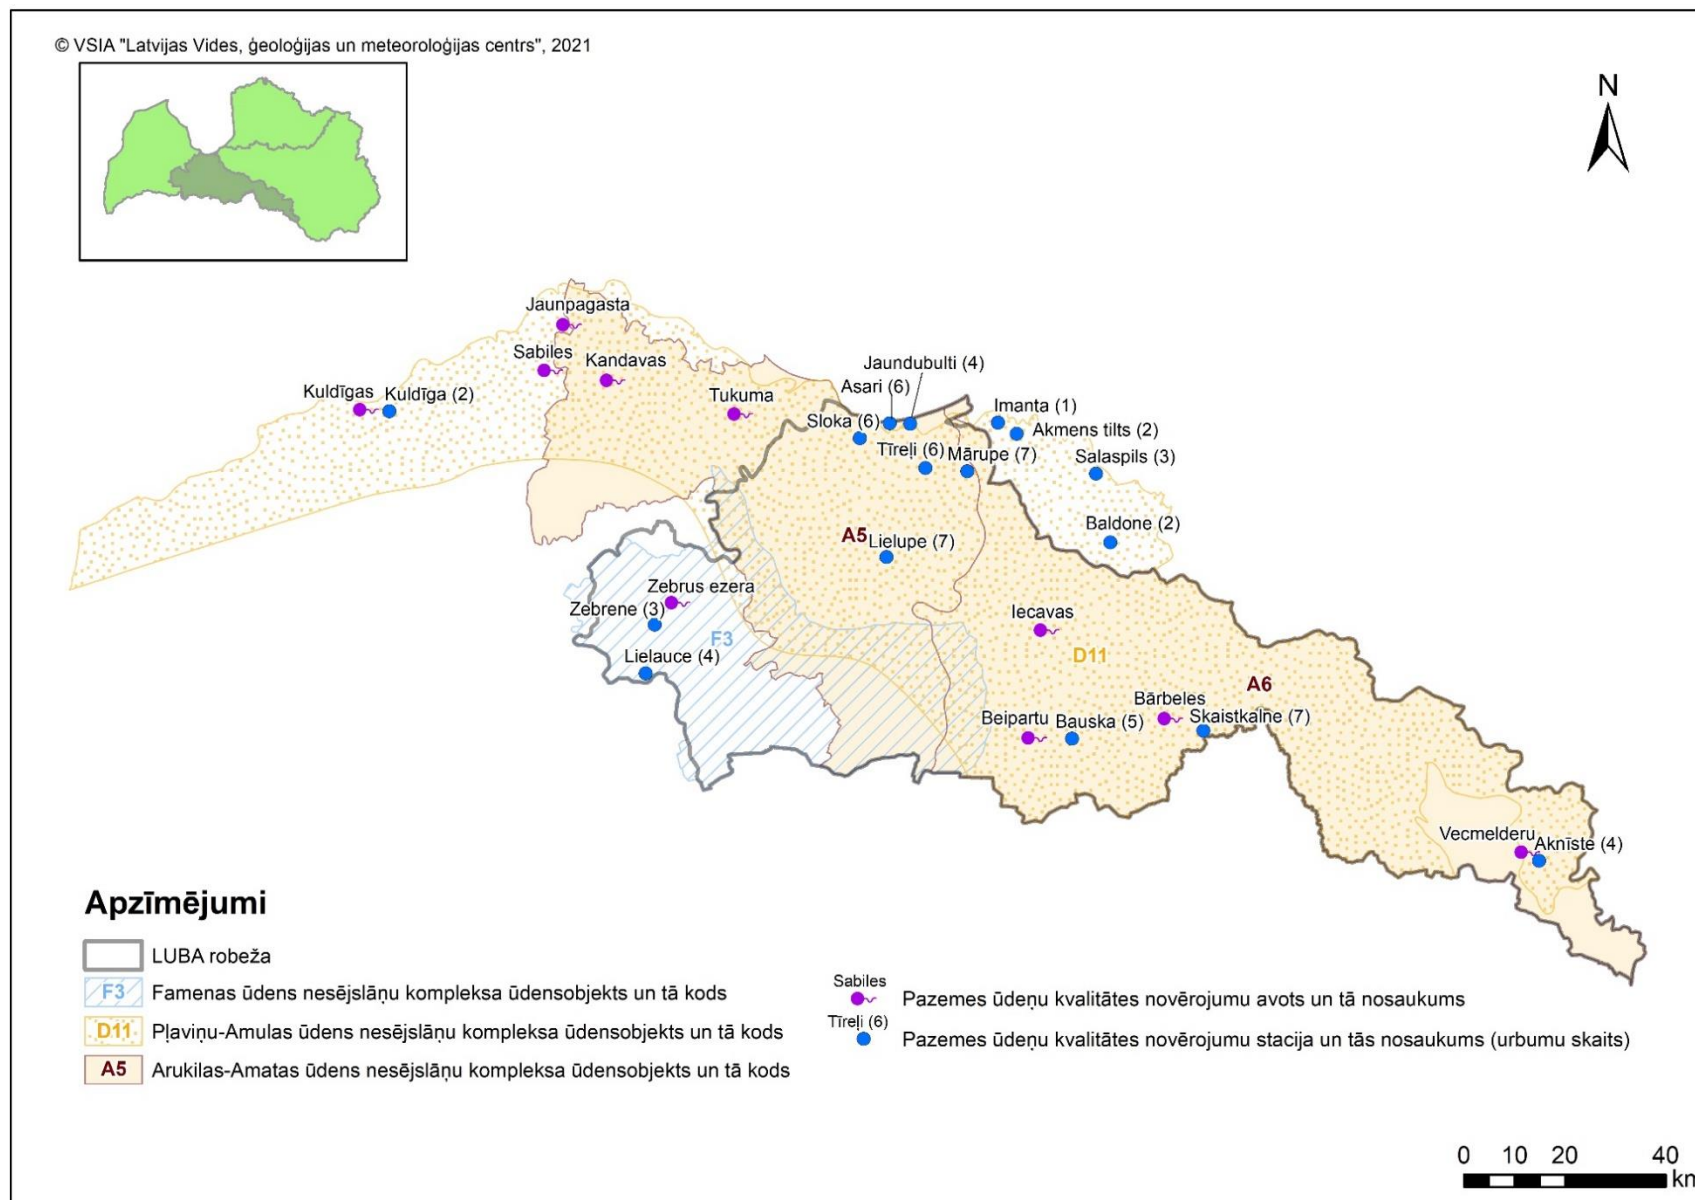 © VSIA "Latvijas Vides, ģeoloģijas un meteoroloģijas centrs", 2021
N
Jaunpagasta
Sabiles
Kandavas
Jaundubulti (4)
Asari (6)
Kuldīgas
Kuldīga (2)
Tukuma
Sloka (6)
Imanta (1)
Akmens tilts (2)
Tīreļi (6)
Mārupe (7)
Salaspils (3)
Baldone (2)
A5
Lielupe (7)
Zebrus ezera
Zebrene (3)
Iecavas
F3
Lielauce (4)
D11
A6
Bārbeles
Beipartu
Bauska (5)
Skaistkalne (7)
Vecmelderu
Aknīste (4)
Apzīmējumi
LUBA robeža
F3 Famenas ūdens nesējslāņu kompleksa ūdensobjekts un tā kods
D11 Pļaviņu-Amulas ūdens nesējslāņu kompleksa ūdensobjekts un tā kods
A5 Arukilas-Amatas ūdens nesējslāņu kompleksa ūdensobjekts un tā kods
Sabiles
Pazemes ūdeņu kvalitātes novērojumu avots un tā nosaukums
Tīreļi (6)
Pazemes ūdeņu kvalitātes novērojumu stacija un tās nosaukums (urbumu skaits)
0 10 20 40
km